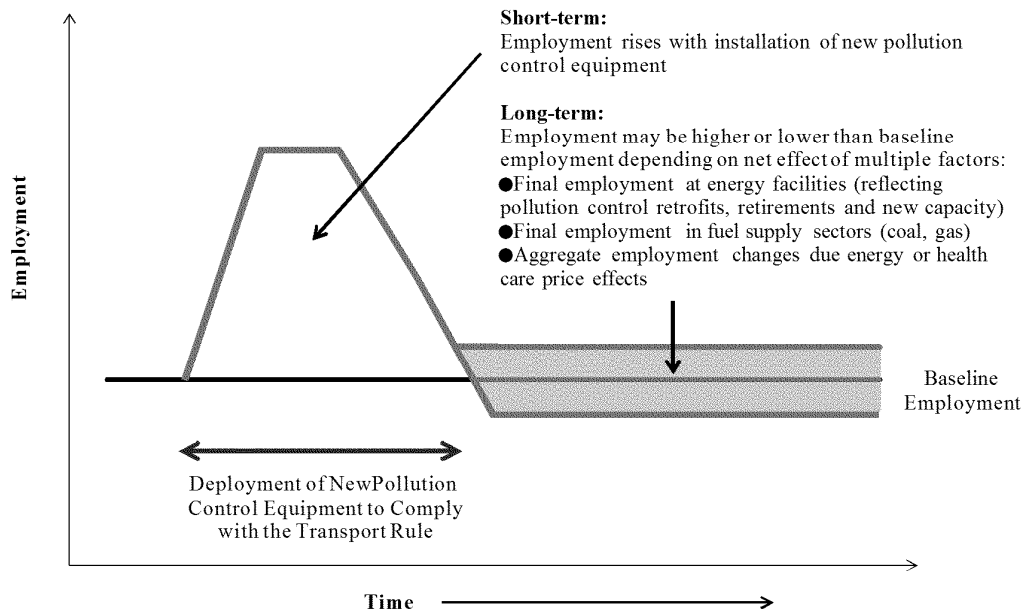 Short-term:
Employment rises with installation of new pollution
control equipment
Long-term:
Employment may be higher or lower than baseline
employment depending on net effect of multiple factors:
●Final employment at energy facilities (reflecting
pollution control retrofits, retirements and new capacity)
●Final employment in fuel supply sectors (coal, gas)
●Aggregate employment changes due energy or health
care price effects
Employment
Baseline
Employment
Deployment of NewPollution
Control Equipment to Comply
with the Transport Rule
Time